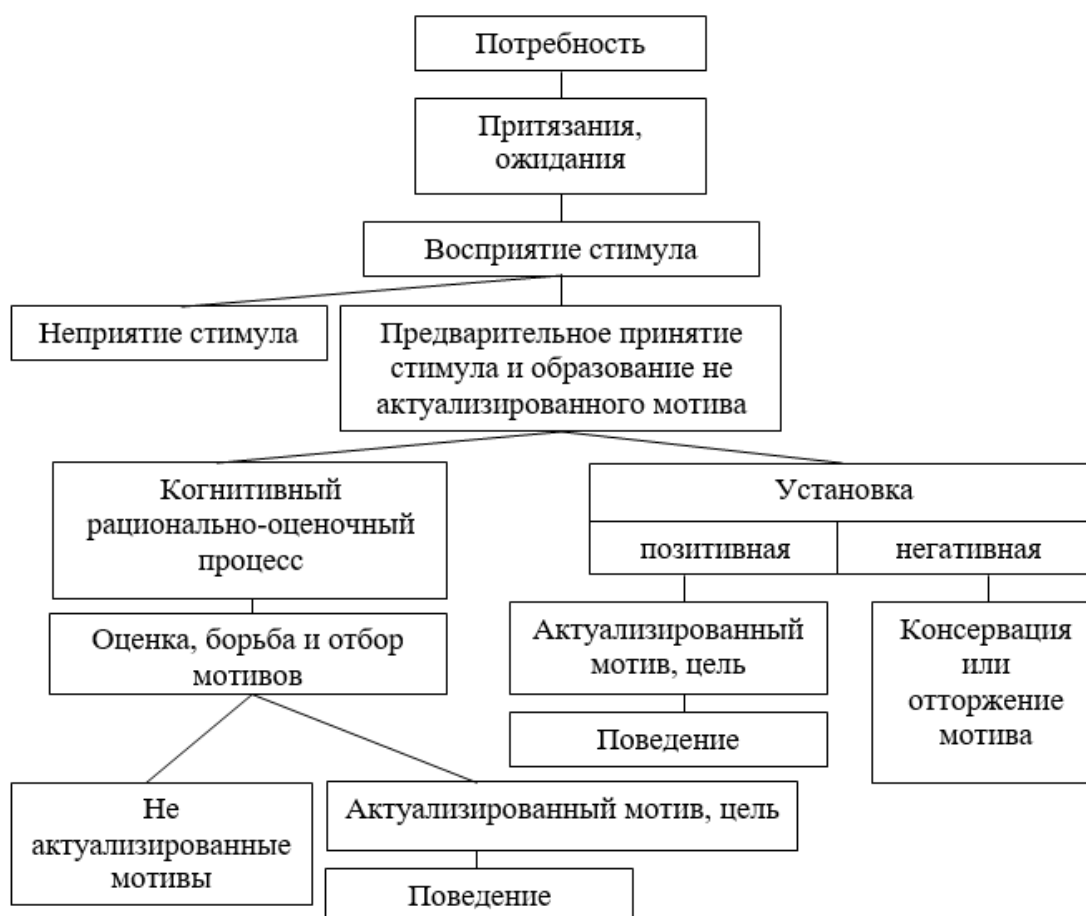 Потребность
Притязания,
ожидания
Восприятие стимула
Неприятие стимула
Предварительное принятие
стимула и образование не
актуализированного мотива
Когнитивный
рационально-оценочный
процесс
Установка
позитивная
негативная
Оценка, борьба и отбор
мотивов
Актуализированный
мотив, цель
Консервация
или
отторжение
мотива
Поведение
Не
актуализированные
мотивы
Актуализированный мотив, цель
Поведение